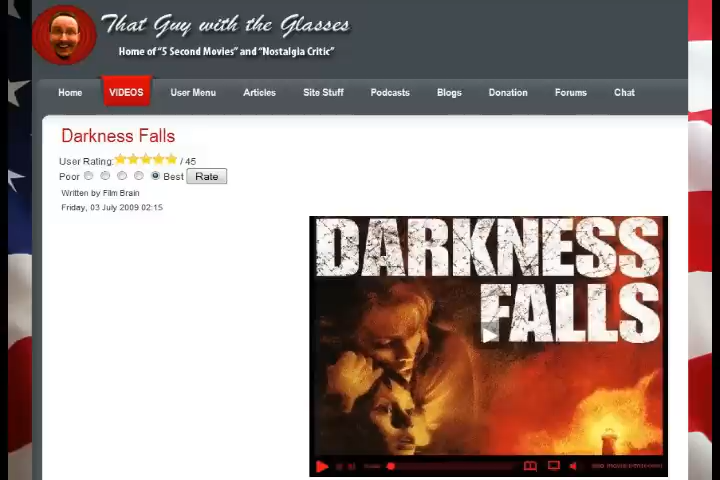 That Guy with the Glasses
Home of "5 Second Movies" and "Nostalgia Critic"
Home VIDEOS User Menu Articles Site Stuff Podcasts Blogs Donation Forums Chat
Darkness Falls
User Rating: / 45
Poor Best Rate
Written by Film Brain
Friday, 03 July 2009 02:15
DARKNESS
FALLS